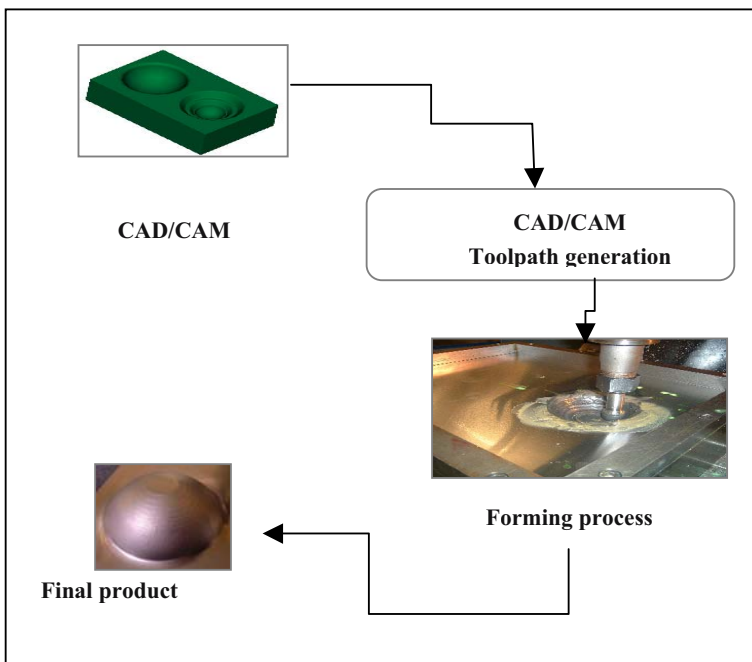 CAD/CAM
CAD/CAM
Toolpath generation
Forming process
Final product